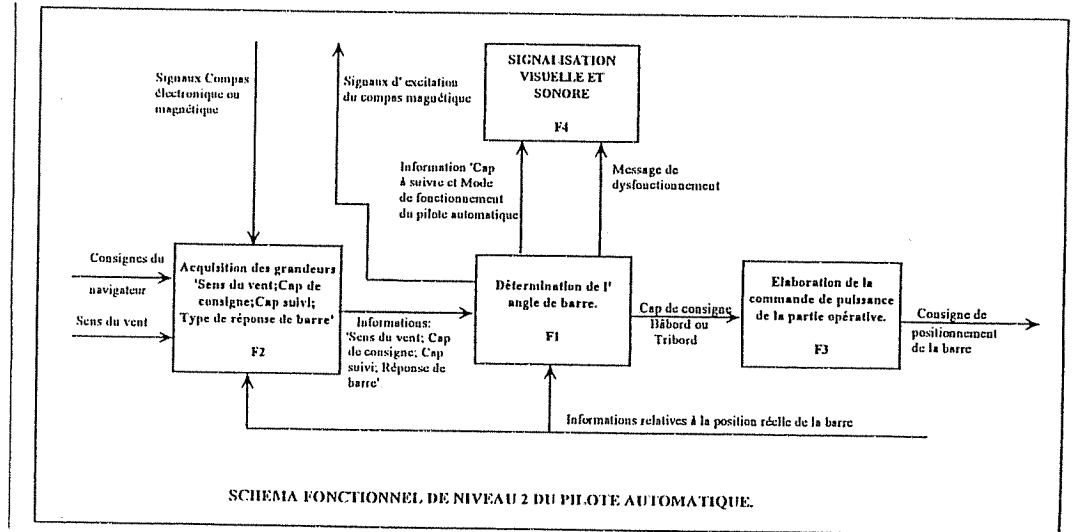 Signaux Compas
électronique ou
magnétique
Signaux d'excitation
du compas magnétique
SIGNALISATION
VISUELLE ET
SONORE
F4
Information 'Cap
à suivre et Mode
de fonctionnement
du pilote automatique
Message de
dysfonctionnement
Consignes du
navigateur
Sens du vent
Acquisition des grandeurs
'Sens du vent;Cap de
consigne;Cap suivi;
Type de réponse de barre'
F2
Informations:
'Sens du vent; Cap
de consigne; Cap
suivi; Réponse de
barre'
Détermination de l'
angle de barre.
F1
Cap de consigne
Bâbord ou
Tribord
Elaboration de la
commande de puissance
de la partie opérative.
F3
Consigne de
positionnement
de la barre
Informations relatives à la position réelle de la barre
SCHEMA FONCTIONNEL DE NIVEAU 2 DU PILOTE AUTOMATIQUE.